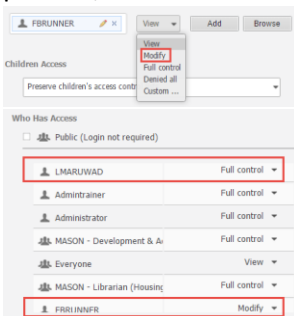 FBRUNNER View Add Browse
View
Modify
Full control
Denied all
Custom ...
Children Access
Preserve children's access contr
Who Has Access
Public (Login not required)
LMARUWAD Full control
Admintrainer Full control
Administrator Full control
MASON - Development & A Full control
Everyone View
MASON - Librarian (Housing Full control
FBRUNNER Modify